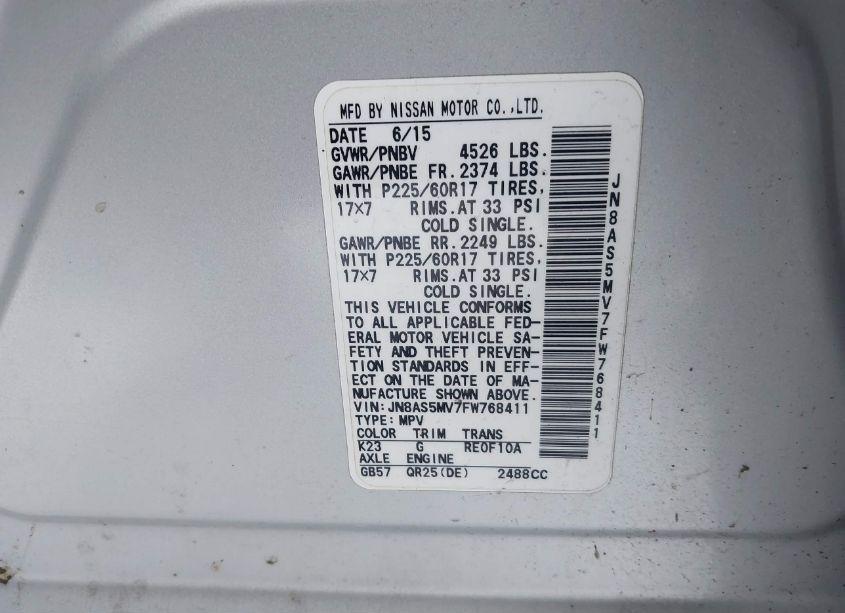 MFD BY NISSAN MOTOR CO.,LTD.
DATE 6/15
GVWR/PNBV 4526 LBS.
GAWR/PNBE FR. 2374 LBS.
WITH P225/60R17 TIRES,
17×7 RIMS.AT 33 PSI
COLD SINGLE.
GAWR/PNBE RR. 2249 LBS.
WITH P225/60R17 TIRES,
17×7 RIMS.AT 33 PSI
COLD SINGLE.
THIS VEHICLE CONFORMS
TO ALL APPLICABLE FED-
ERAL MOTOR VEHICLE SA-
FETY AND THEFT PREVEN-
TION STANDARDS IN EFF-
ECT ON THE DATE OF MA-
NUFACTURE SHOWN ABOVE.
VIN: JN8AS5MV7FW768411
TYPE: MPV
COLOR TRIM TRANS
K23 G RE0F10A
AXLE ENGINE
GB57 QR25(DE) 2488CC
JN8AS5MV7FW768411